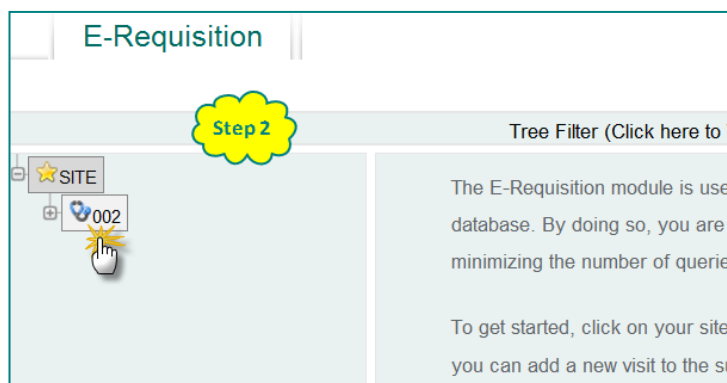 E-Requisition
Step 2
Tree Filter (Click here to
SITE
002
The E-Requisition module is use
database. By doing so, you are
minimizing the number of querie
To get started, click on your site
you can add a new visit to the